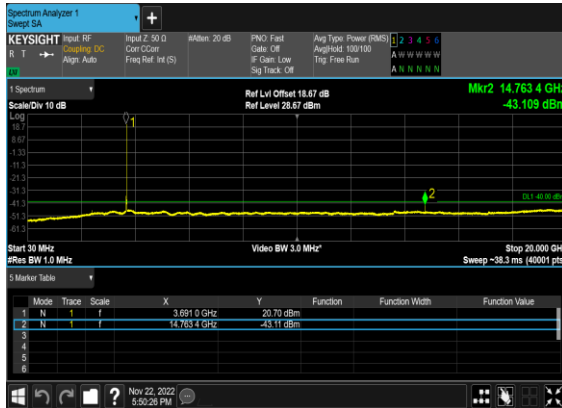 Spectrum Analyzer 1
Swept SA
KEYSIGHT Input: RF Input Z: 50 Ω #Atten: 20 dB PNO: Fast Avg Type: Power (RMS) 1 2 3 4 5 6
R T Coupling: DC Corr CCorr Gate: Off Avg|Hold: 100/100 A W W W W W
Align: Auto Freq Ref: Int (S) IF Gain: Low Trig: Free Run
LXI Sig Track: Off A N N N N N
1 Spectrum Ref Lvl Offset 18.67 dB Mkr2 14.763 4 GHz
Scale/Div 10 dB Ref Level 28.67 dBm -43.109 dBm
Log
18.7
8.67
-1.33
-11.3
-21.3
-31.3
-41.3
-51.3
-61.3
1
2
DL1 -40.00 dBm
Start 30 MHz Video BW 3.0 MHz* Stop 20.000 GHz
#Res BW 1.0 MHz Sweep ~38.3 ms (40001 pts)
5 Marker Table
Mode Trace Scale X Y Function Function Width Function Value
1 N 1 f 3.691 0 GHz 20.70 dBm
2 N 1 f 14.763 4 GHz -43.11 dBm
3
4
5
6
? Nov 22, 2022
5:50:26 PM